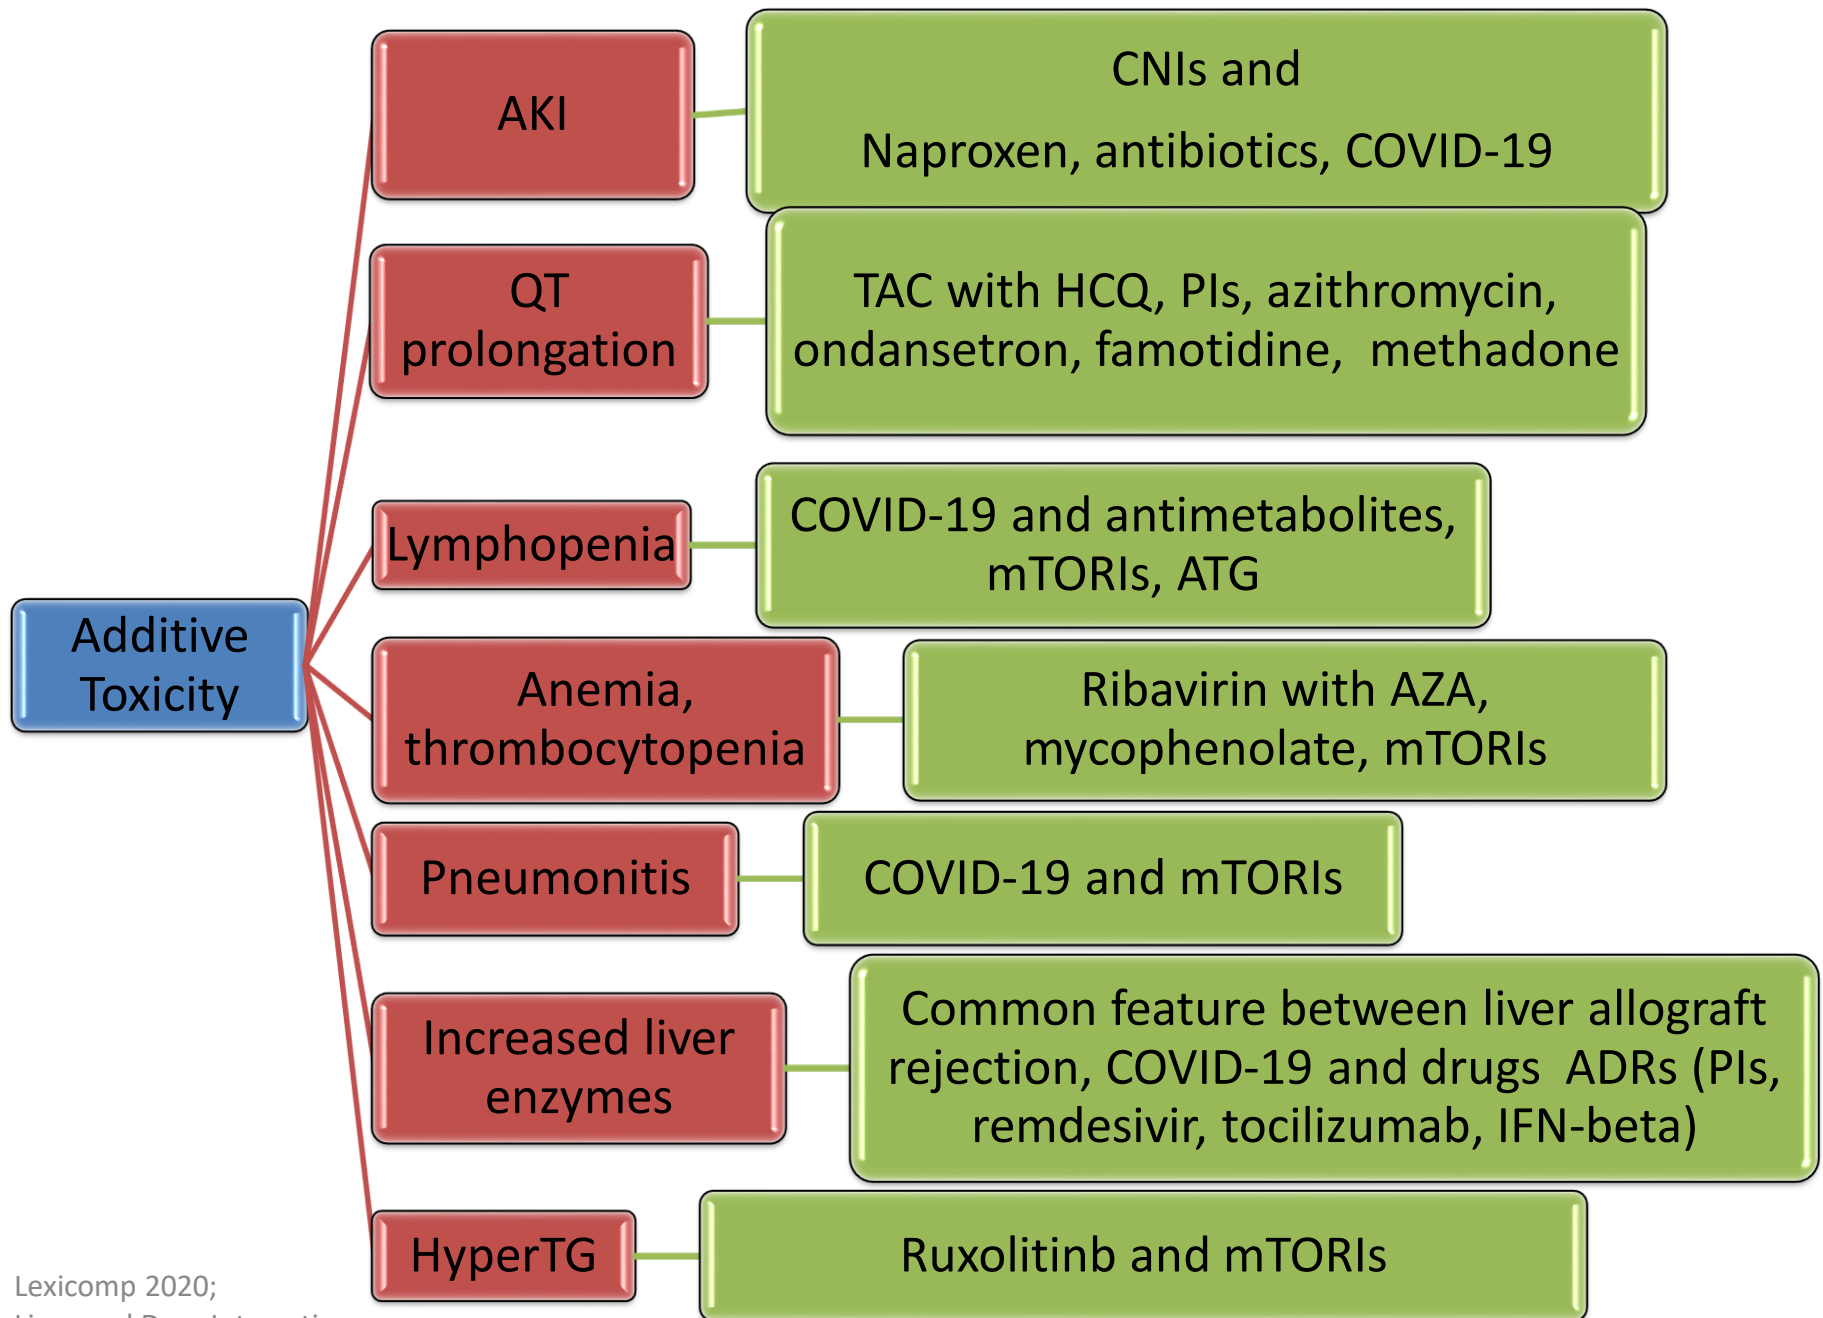 AKI
CNIs and
Naproxen, antibiotics, COVID-19
QT
prolongation
TAC with HCQ, PIs, azithromycin,
ondansetron, famotidine, methadone
Lymphopenia
COVID-19 and antimetabolites,
mTORIs, ATG
Additive
Toxicity
Anemia,
thrombocytopenia
Ribavirin with AZA,
mycophenolate, mTORIs
Pneumonitis
COVID-19 and mTORIs
Increased liver
enzymes
Common feature between liver allograft
rejection, COVID-19 and drugs ADRs (PIs,
remdesivir, tocilizumab, IFN-beta)
HyperTG
Ruxolitinb and mTORIs
Lexicomp 2020;